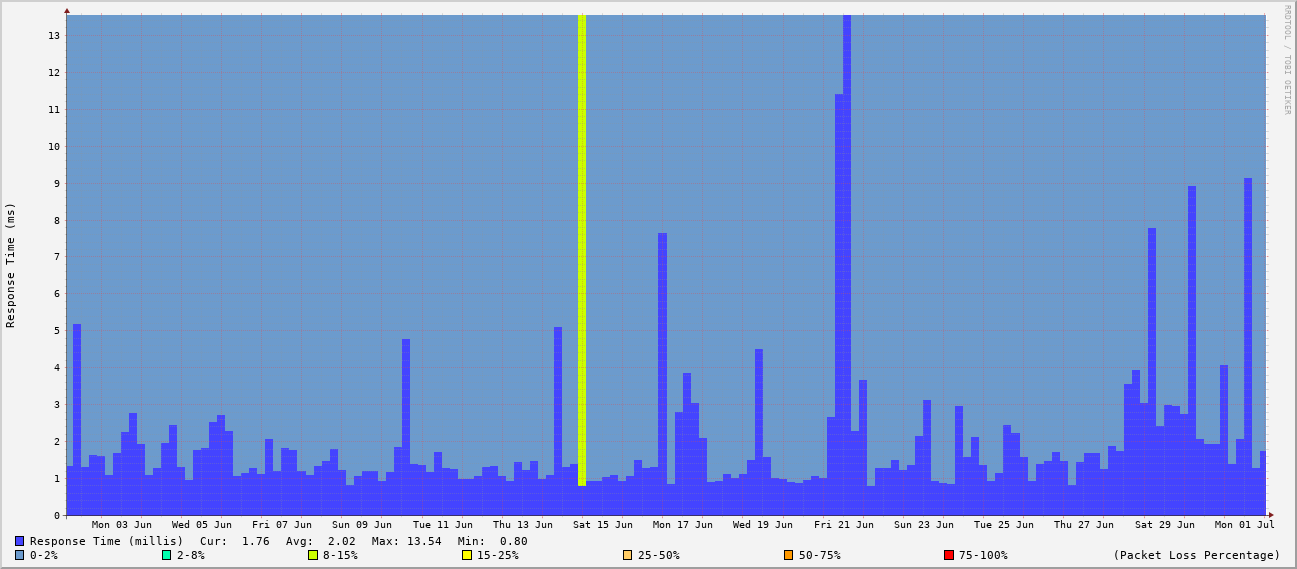 RRDTOOL / TOBI OETIKER
Response Time (ms)
13
12
11
10
9
8
7
6
5
4
3
2
1
0
Mon 03 Jun Wed 05 Jun Fri 07 Jun Sun 09 Jun Tue 11 Jun Thu 13 Jun Sat 15 Jun Mon 17 Jun Wed 19 Jun Fri 21 Jun Sun 23 Jun Tue 25 Jun Thu 27 Jun Sat 29 Jun Mon 01 Jul
Response Time (millis) Cur: 1.76 Avg: 2.02 Max: 13.54 Min: 0.80
0-2% 2-8% 8-15% 15-25% 25-50% 50-75% 75-100% (Packet Loss Percentage)